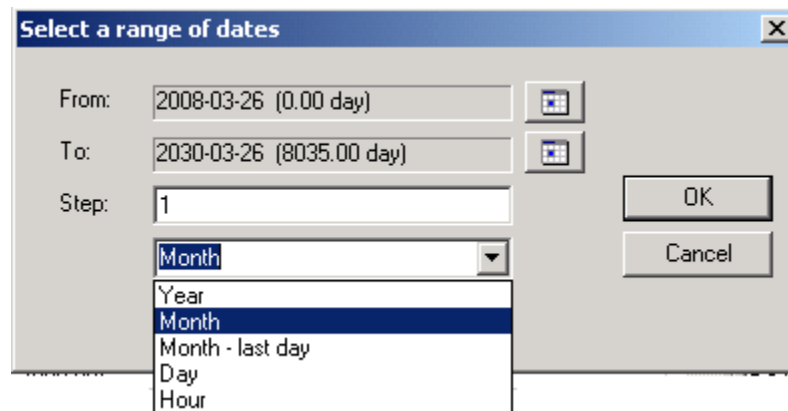 Select a range of dates
From: 2008-03-26 (0.00 day)
To: 2030-03-26 (8035.00 day)
Step: 1
OK
Month
Cancel
Year
Month
Month - last day
Day
Hour